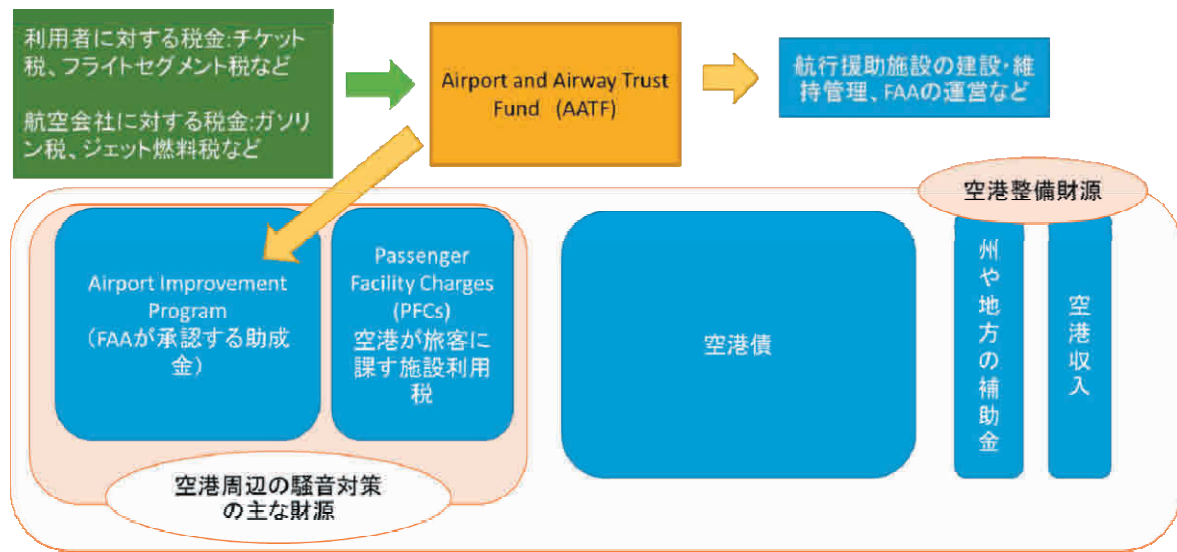 利用者に対する税金:チケット
税、フライトセグメント税など
航空会社に対する税金:ガソリ
ン税、ジェット燃料税など
Airport and Airway Trust
Fund （AATF）
航行援助施設の建設・維
持管理、FAAの運営など
空港整備財源
Airport Improvement
Program
（FAAが承認する助成
金）
Passenger
Facility Charges
(PFCs)
空港が旅客に
課す施設利用
税
空港債
州や地方の補助金
空港収入
空港周辺の騒音対策
の主な財源